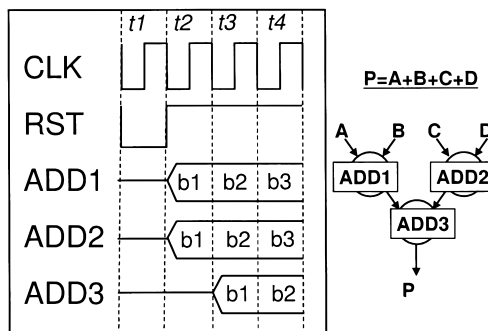 t1 t2 t3 t4
CLK
RST
ADD1 b1 b2 b3
ADD2 b1 b2 b3
ADD3 b1 b2
P=A+B+C+D
A B C D
ADD1 ADD2
ADD3
P